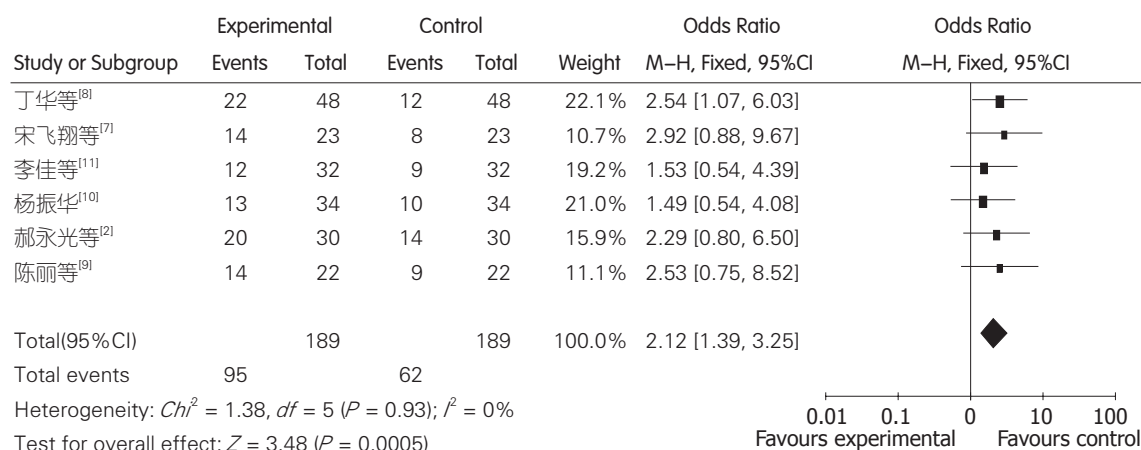 Experimental Control Odds Ratio Odds Ratio
Study or Subgroup Events Total Events Total Weight M–H, Fixed, 95%CI M–H, Fixed, 95%CI
丁华等[8] 22 48 12 48 22.1% 2.54 [1.07, 6.03]
宋飞翔等[7] 14 23 8 23 10.7% 2.92 [0.88, 9.67]
李佳等[11] 12 32 9 32 19.2% 1.53 [0.54, 4.39]
杨振华[10] 13 34 10 34 21.0% 1.49 [0.54, 4.08]
郝永光等[2] 20 30 14 30 15.9% 2.29 [0.80, 6.50]
陈丽等[9] 14 22 9 22 11.1% 2.53 [0.75, 8.52]
Total(95%CI) 189 189 100.0% 2.12 [1.39, 3.25]
Total events 95 62
Heterogeneity: Chi² = 1.38, df = 5 (P = 0.93); I² = 0%
Test for overall effect: Z = 3.48 (P = 0.0005)
0.01 0.1 0 10 100
Favours experimental Favours control